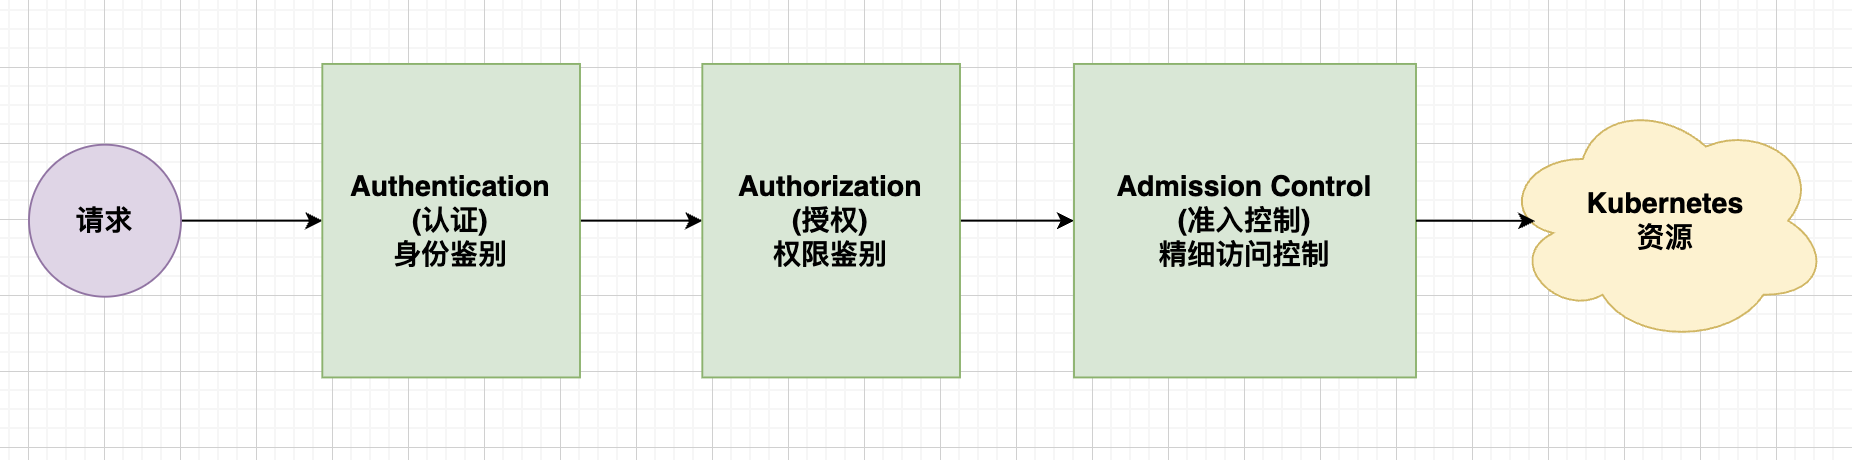 请求
Authentication
(认证)
身份鉴别
Authorization
(授权)
权限鉴别
Admission Control
(准入控制)
精细访问控制
Kubernetes
资源